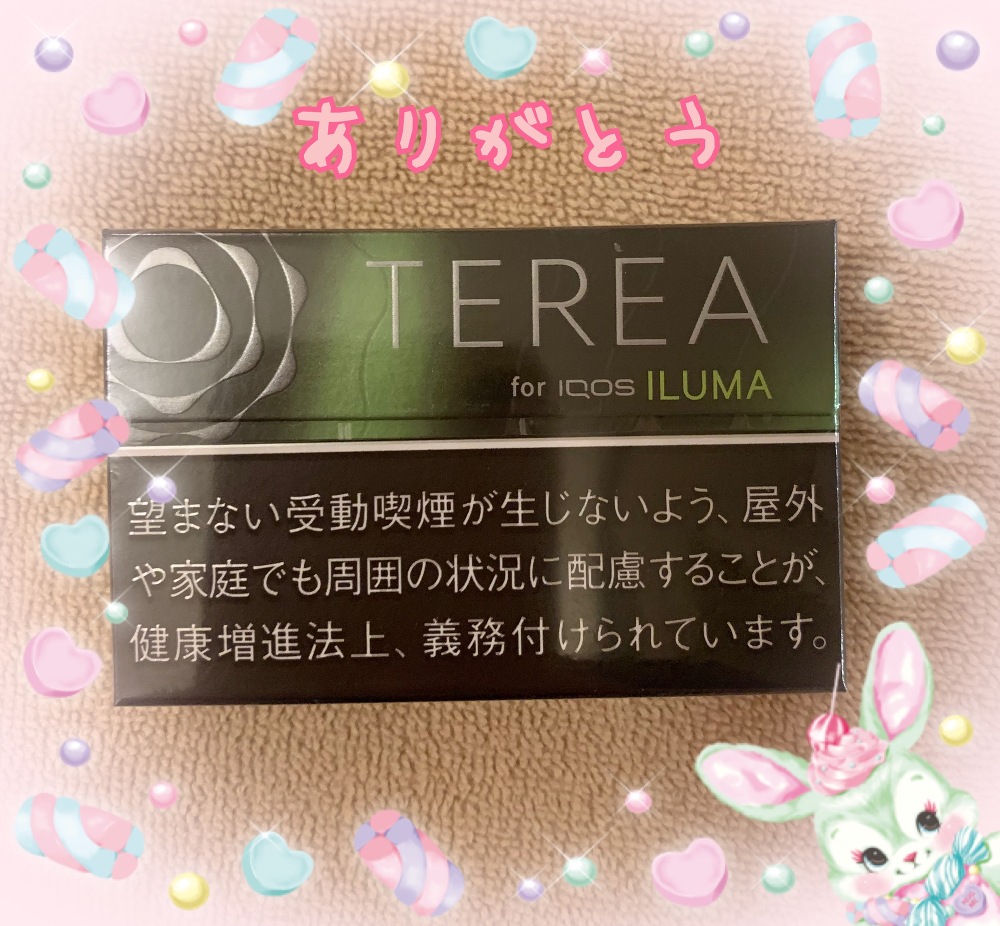 ありがとう
TERÈA
for IQOS ILUMA
望まない受動喫煙が生じないよう、屋外
や家庭でも周囲の状況に配慮することが、
健康増進法上、義務付けられています。